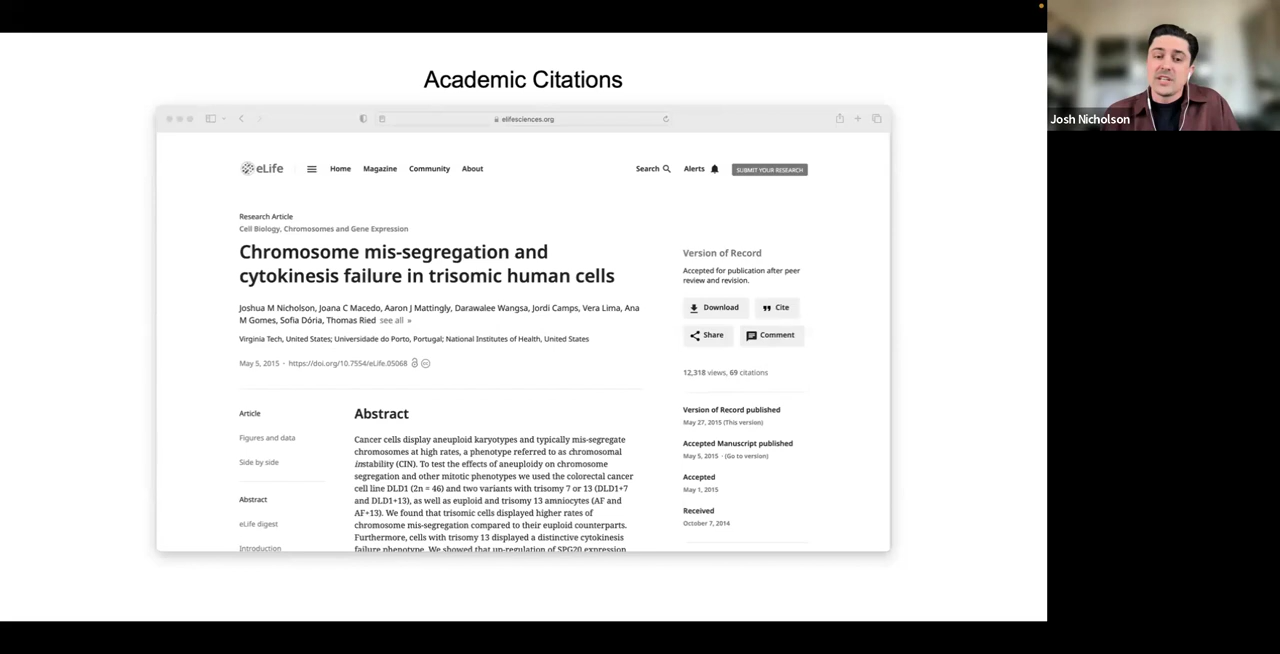 Academic Citations
elifesciences.org
eLife
Home
Magazine
Community
About
Search
Alerts
SUBMIT YOUR RESEARCH
Research Article
Cell Biology, Chromosomes and Gene Expression
Chromosome mis-segregation and
cytokinesis failure in trisomic human cells
Joshua M Nicholson, Joana C Macedo, Aaron J Mattingly, Darawalee Wangsa, Jordi Camps, Vera Lima, Ana
M Gomes, Sofia Dória, Thomas Ried see all »
Virginia Tech, United States; Universidade do Porto, Portugal; National Institutes of Health, United States
May 5, 2015 · https://doi.org/10.7554/eLife.05068
Article
Figures and data
Side by side
Abstract
eLife digest
Introduction
Abstract
Cancer cells display aneuploid karyotypes and typically mis-segregate
chromosomes at high rates, a phenotype referred to as chromosomal
instability (CIN). To test the effects of aneuploidy on chromosome
segregation and other mitotic phenotypes we used the colorectal cancer
cell line DLD1 (2n = 46) and two variants with trisomy 7 or 13 (DLD1+7
and DLD1+13), as well as euploid and trisomy 13 amniocytes (AF and
AF+13). We found that trisomic cells displayed higher rates of
chromosome mis-segregation compared to their euploid counterparts.
Furthermore, cells with trisomy 13 displayed a distinctive cytokinesis
failure phenotype. We showed that up-regulation of SPG20 expression
Version of Record
Accepted for publication after peer
review and revision.
Download
Cite
Share
Comment
12,318 views, 69 citations
Version of Record published
May 27, 2015 (This version)
Accepted Manuscript published
May 5, 2015 · (Go to version)
Accepted
May 1, 2015
Received
October 7, 2014
Josh Nicholson